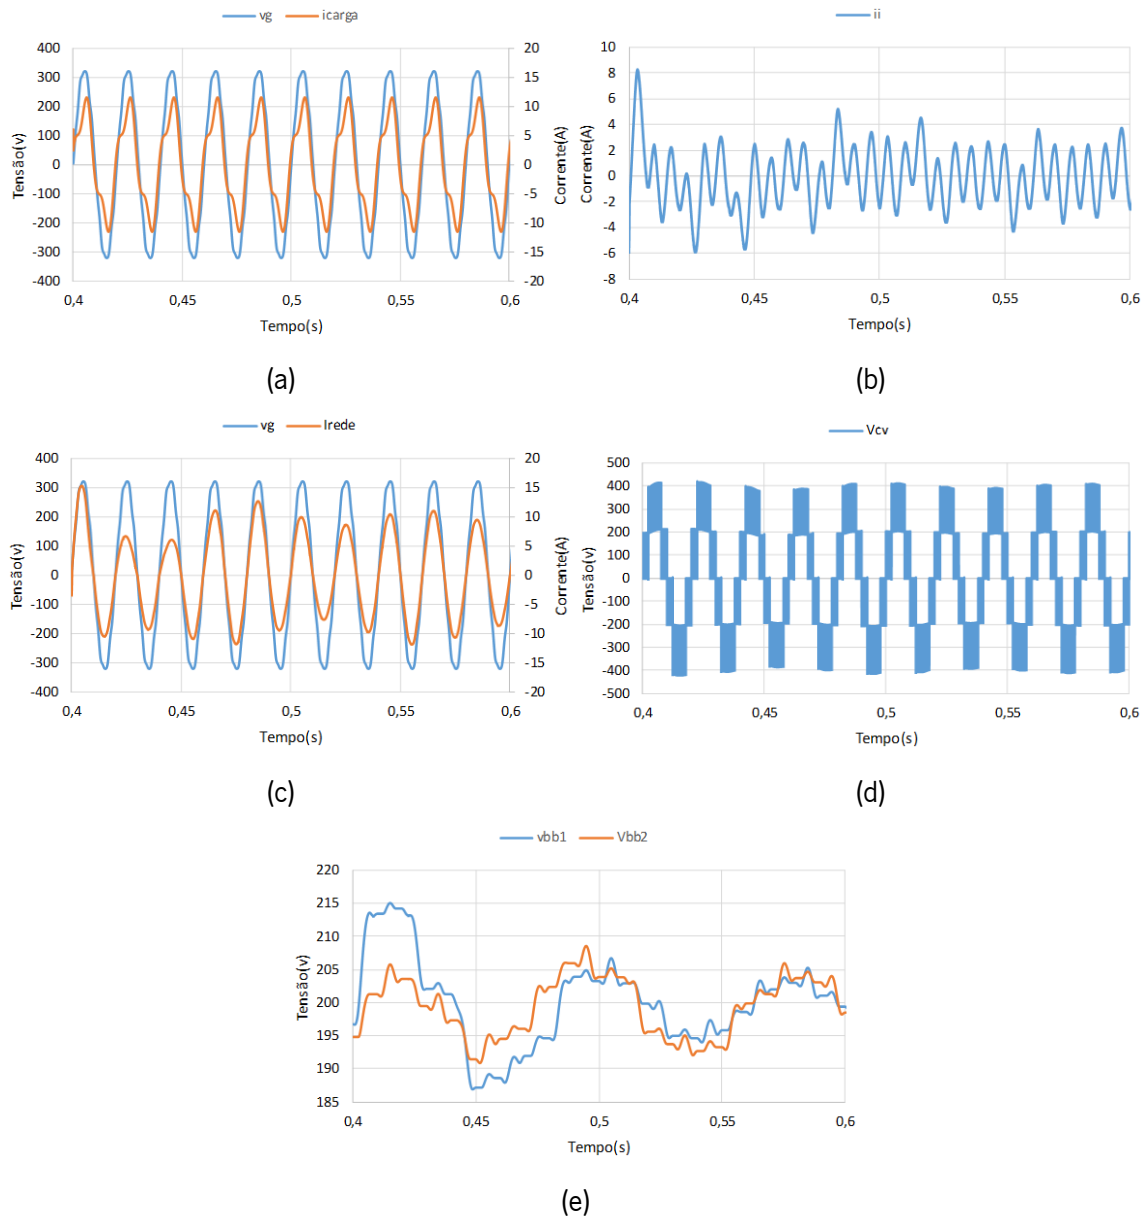 vg icarga
Tensão(v)
400
300
200
100
0
-100
-200
-300
-400
20
15
10
5
0
-5
-10
-15
-20
Corrente(A)
0,4 0,45 0,5 0,55 0,6
Tempo(s)
(a)
ii
Corrente(A)
10
8
6
4
2
0
-2
-4
-6
-8
0,4 0,45 0,5 0,55 0,6
Tempo(s)
(b)
vg Irede
Tensão(v)
400
300
200
100
0
-100
-200
-300
-400
20
15
10
5
0
-5
-10
-15
-20
Corrente(A)
0,4 0,45 0,5 0,55 0,6
Tempo(s)
(c)
Vcv
Tensão(v)
500
400
300
200
100
0
-100
-200
-300
-400
-500
0,4 0,45 0,5 0,55 0,6
Tempo(s)
(d)
vbb1 Vbb2
Tensão(v)
220
215
210
205
200
195
190
185
0,4 0,45 0,5 0,55 0,6
Tempo(s)
(e)